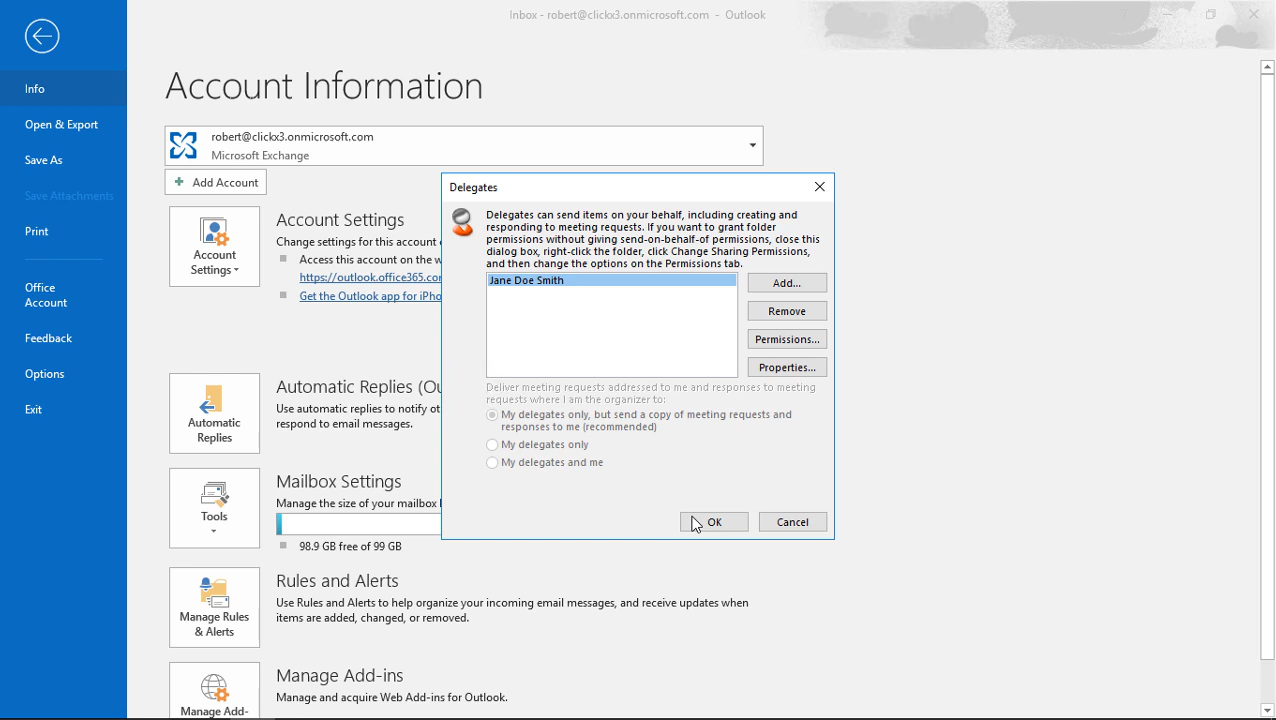 Inbox - robert@clickx3.onmicrosoft.com - Outlook
Info
Open & Export
Save As
Save Attachments
Print
Office
Account
Feedback
Options
Exit
Account Information
robert@clickx3.onmicrosoft.com
Microsoft Exchange
+ Add Account
Account
Settings
Account Settings
Change settings for this account
Access this account on the
https://outlook.office365.co
Get the Outlook app for
Automatic
Replies
Automatic Replies
Use automatic replies to notify
respond to email messages.
Tools
Mailbox Settings
Manage the size of your mailbox
98.9 GB free of 99 GB
Manage Rules
& Alerts
Rules and Alerts
Use Rules and Alerts to help organize your incoming email messages, and receive updates when
items are added, changed, or removed.
Manage Add-
Manage Add-ins
Manage and acquire Web Add-ins for Outlook.
Delegates
Delegates can send items on your behalf, including creating and
responding to meeting requests. If you want to grant folder
permissions without giving send-on-behalf-of permissions, close this
dialog box, right-click the folder, click Change Sharing Permissions,
and then change the options on the Permissions tab.
Jane Doe Smith
Add...
Remove
Permissions...
Properties...
Deliver meeting requests addressed to me and responses to meeting
requests where I am the organizer to:
My delegates only, but send a copy of meeting requests and
responses to me (recommended)
My delegates only
My delegates and me
OK
Cancel